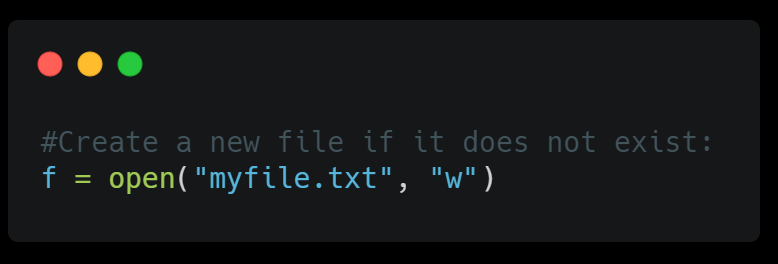 #Create a new file if it does not exist:
f = open("myfile.txt", "w")